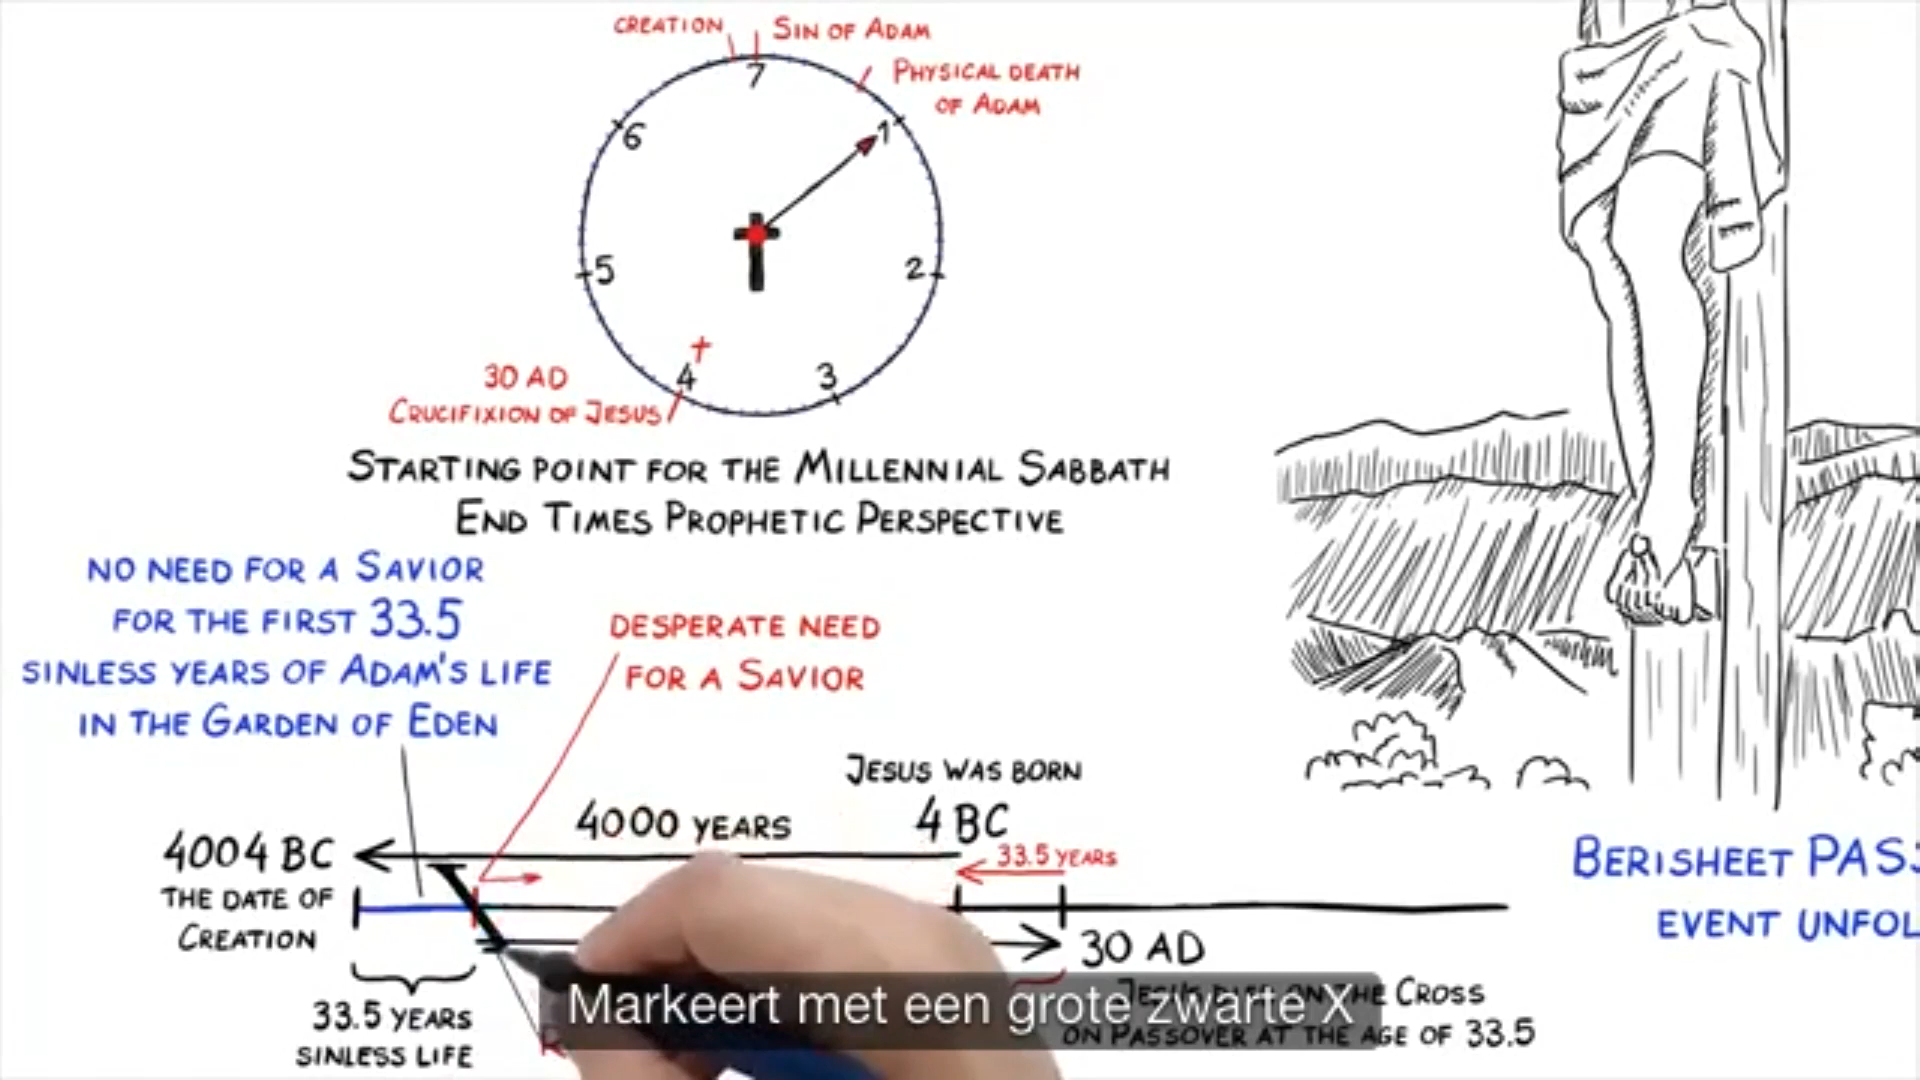 CREATION
SIN OF ADAM
PHYSICAL DEATH
OF ADAM
7
6
1
5
2
4
3
30 AD
CRUCIFIXION OF JESUS
STARTING POINT FOR THE MILLENNIAL SABBATH
END TIMES PROPHETIC PERSPECTIVE
NO NEED FOR A SAVIOR
FOR THE FIRST 33.5
SINLESS YEARS OF ADAM'S LIFE
IN THE GARDEN OF EDEN
DESPERATE NEED
FOR A SAVIOR
JESUS WAS BORN
4000 YEARS
4 BC
4004 BC
33.5 YEARS
THE DATE OF
CREATION
30 AD
CROSS
ON PASSOVER AT THE AGE OF 33.5
33.5 YEARS
SINLESS LIFE
BERISHEET
EVENT
Markeert met een grote zwarte X